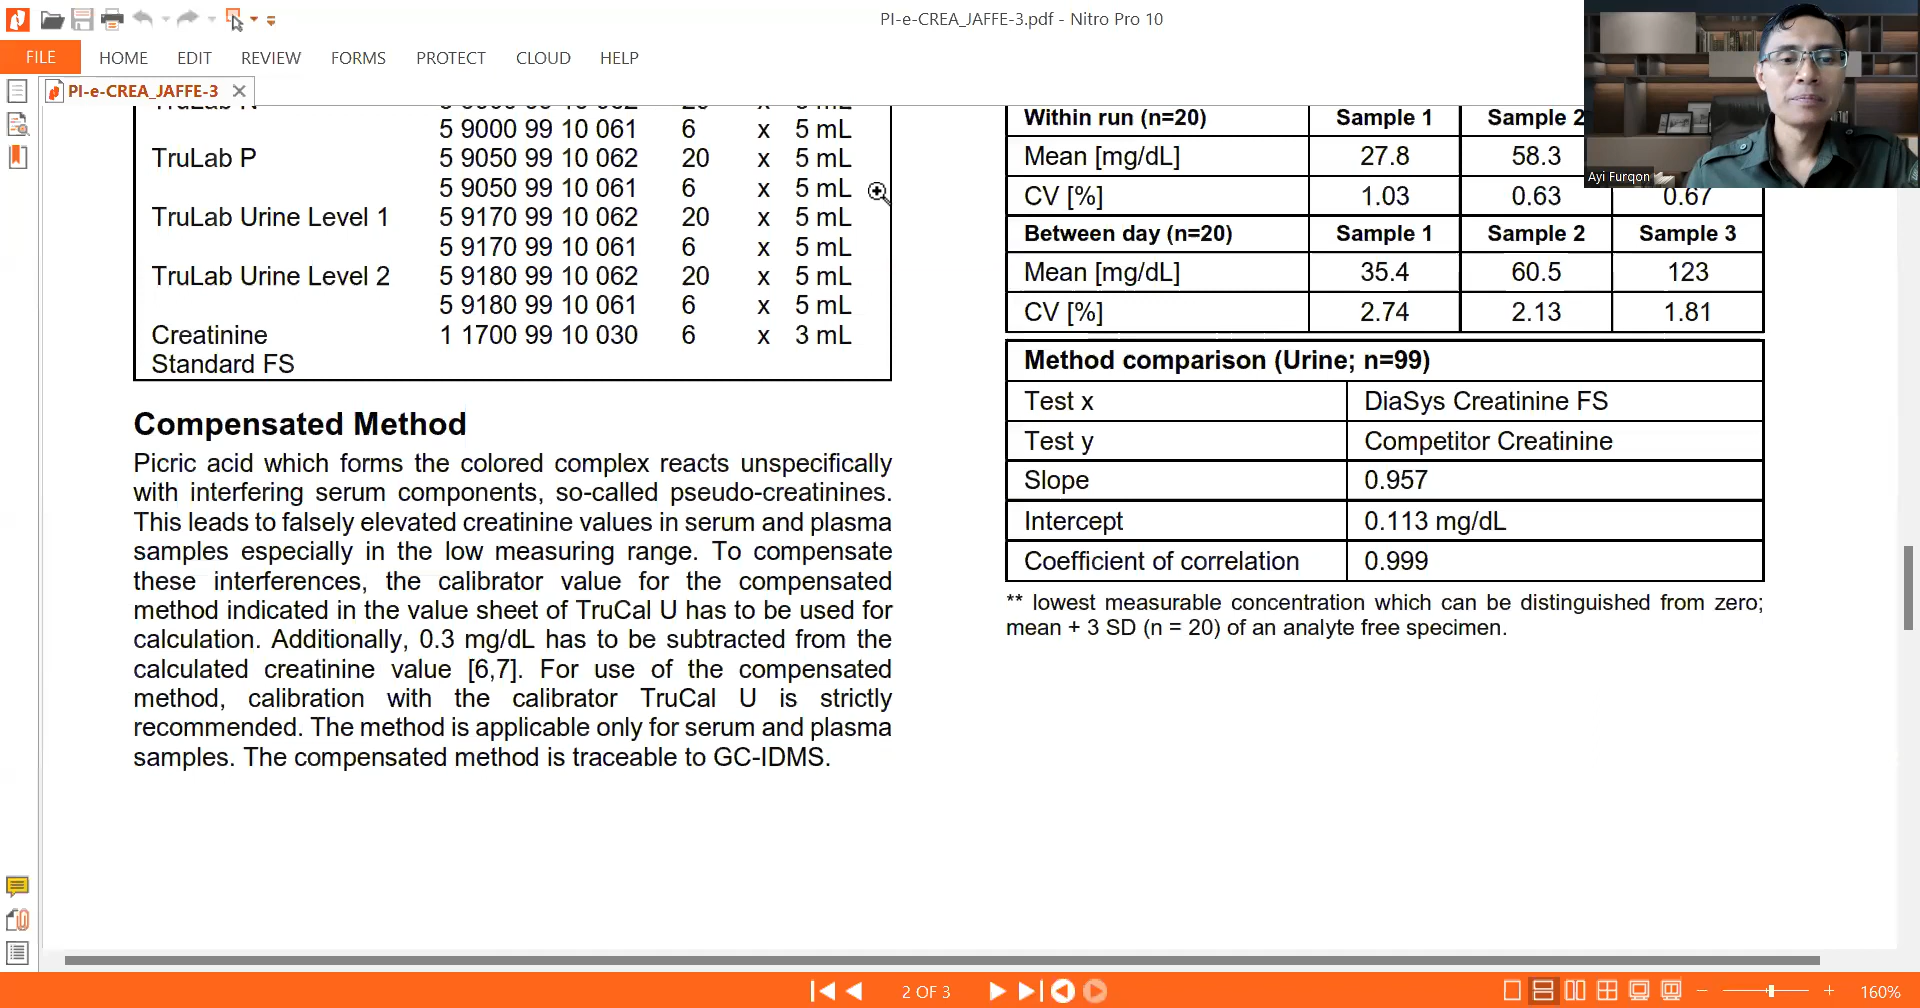 PI-e-CREA_JAFFE-3.pdf - Nitro Pro 10
FILE HOME EDIT REVIEW FORMS PROTECT CLOUD HELP
PI-e-CREA_JAFFE-3
5 9000 99 10 061 6 x 5 mL
TruLab P 5 9050 99 10 062 20 x 5 mL
5 9050 99 10 061 6 x 5 mL
TruLab Urine Level 1 5 9170 99 10 062 20 x 5 mL
5 9170 99 10 061 6 x 5 mL
TruLab Urine Level 2 5 9180 99 10 062 20 x 5 mL
5 9180 99 10 061 6 x 5 mL
Creatinine 1 1700 99 10 030 6 x 3 mL
Standard FS
Compensated Method
Picric acid which forms the colored complex reacts unspecifically
with interfering serum components, so-called pseudo-creatinines.
This leads to falsely elevated creatinine values in serum and plasma
samples especially in the low measuring range. To compensate
these interferences, the calibrator value for the compensated
method indicated in the value sheet of TruCal U has to be used for
calculation. Additionally, 0.3 mg/dL has to be subtracted from the
calculated creatinine value [6,7]. For use of the compensated
method, calibration with the calibrator TruCal U is strictly
recommended. The method is applicable only for serum and plasma
samples. The compensated method is traceable to GC-IDMS.
Within run (n=20) Sample 1 Sample 2
Mean [mg/dL] 27.8 58.3
CV [%] 1.03 0.63 0.67
Between day (n=20) Sample 1 Sample 2 Sample 3
Mean [mg/dL] 35.4 60.5 123
CV [%] 2.74 2.13 1.81
Method comparison (Urine; n=99)
Test x DiaSys Creatinine FS
Test y Competitor Creatinine
Slope 0.957
Intercept 0.113 mg/dL
Coefficient of correlation 0.999
** lowest measurable concentration which can be distinguished from zero;
mean + 3 SD (n = 20) of an analyte free specimen.
Ayi Furqon
2 OF 3
160%